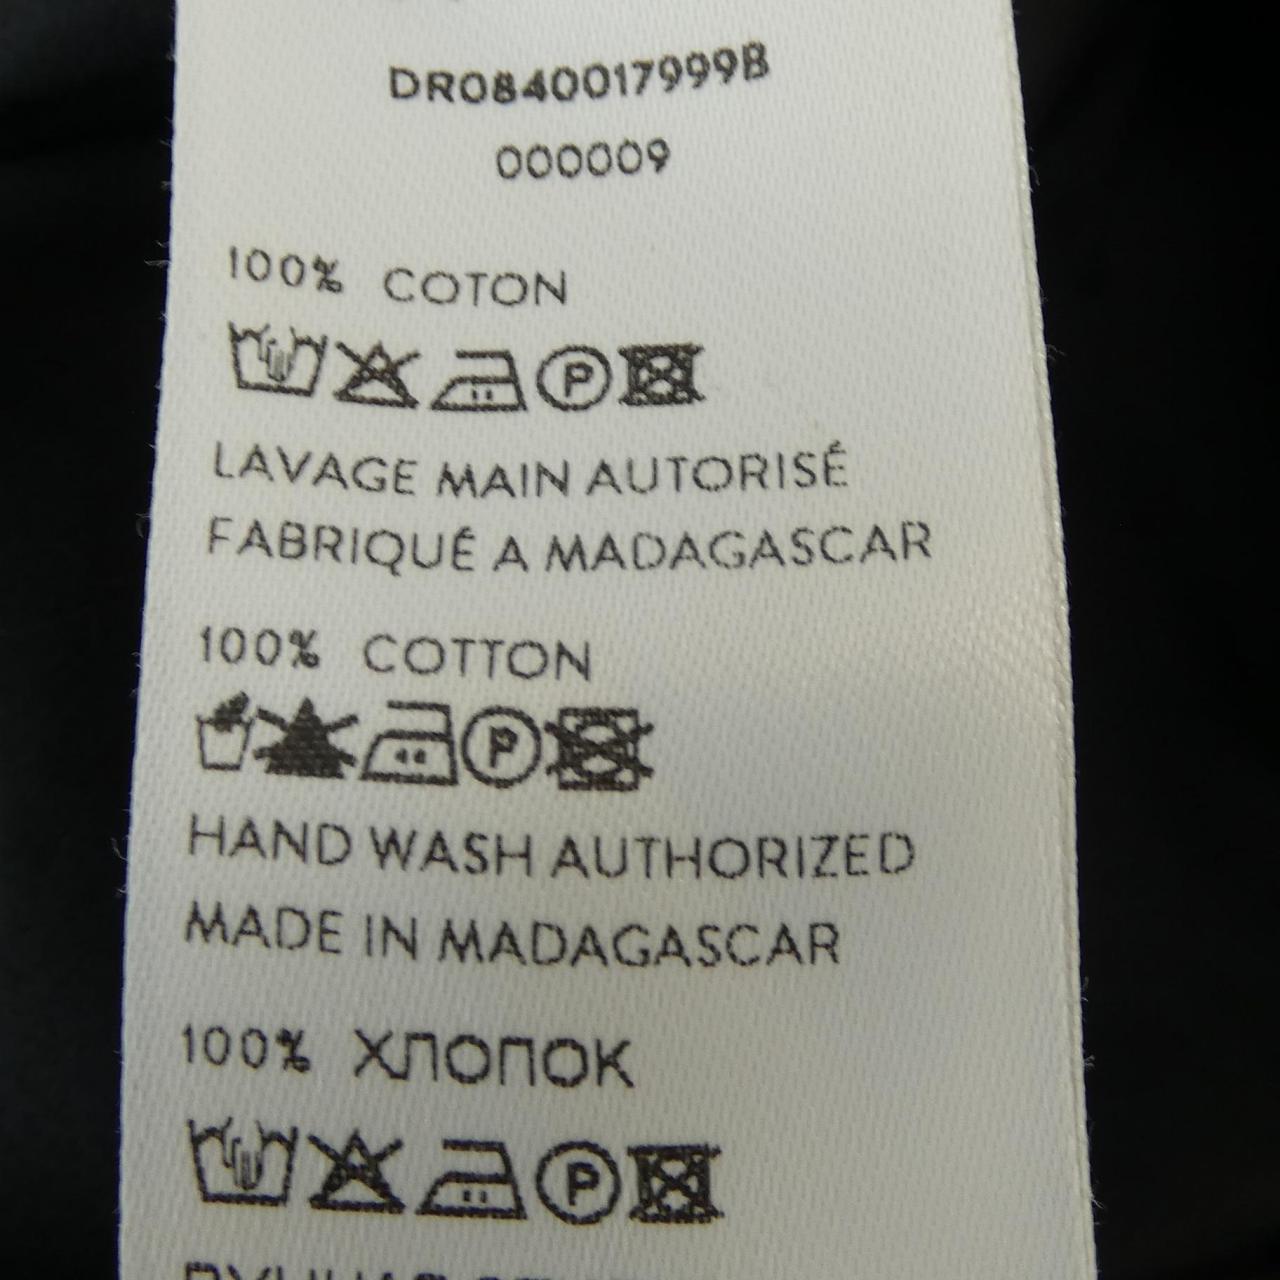 DR0840017999B
000009
100% COTON
P
LAVAGE MAIN AUTORISÉ
FABRIQUÉ A MADAGASCAR
100% COTTON
P
HAND WASH AUTHORIZED
MADE IN MADAGASCAR
100% ХЛОПОК
P